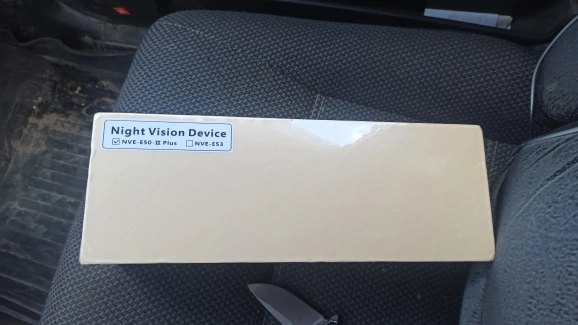 Night Vision Device
☑ NVE-E50-II Plus ☐ NVE-E53